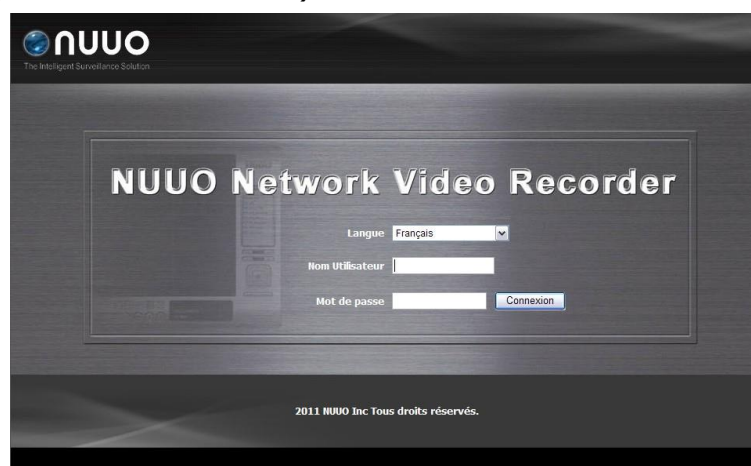 NUUO
The Intelligent Surveillance Solution
NUUO Network Video Recorder
Langue Français
Nom Utilisateur
Mot de passe Connexion
2011 NUUO Inc Tous droits réservés.